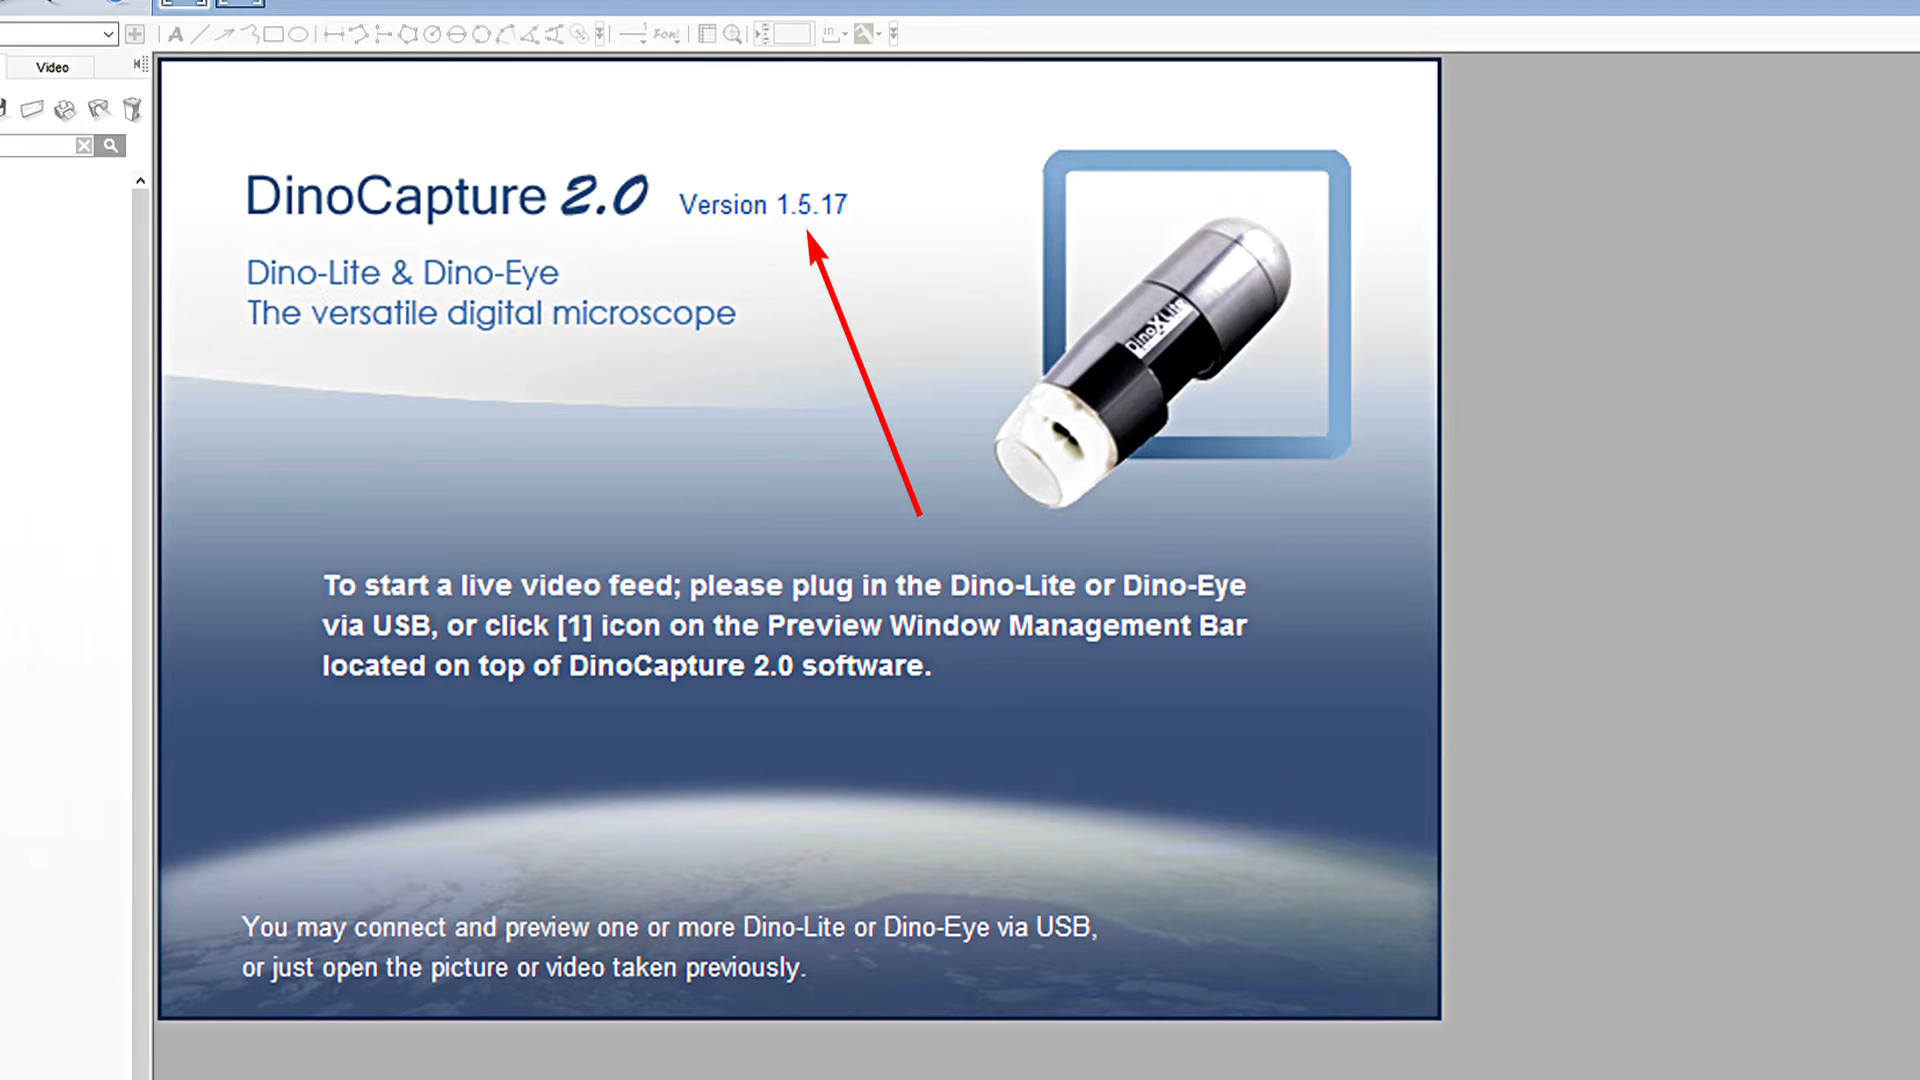 A
Font
in
Video
DinoCapture 2.0 Version 1.5.17
Dino-Lite & Dino-Eye
The versatile digital microscope
DinoXLite
To start a live video feed; please plug in the Dino-Lite or Dino-Eye
via USB, or click [1] icon on the Preview Window Management Bar
located on top of DinoCapture 2.0 software.
You may connect and preview one or more Dino-Lite or Dino-Eye via USB,
or just open the picture or video taken previously.